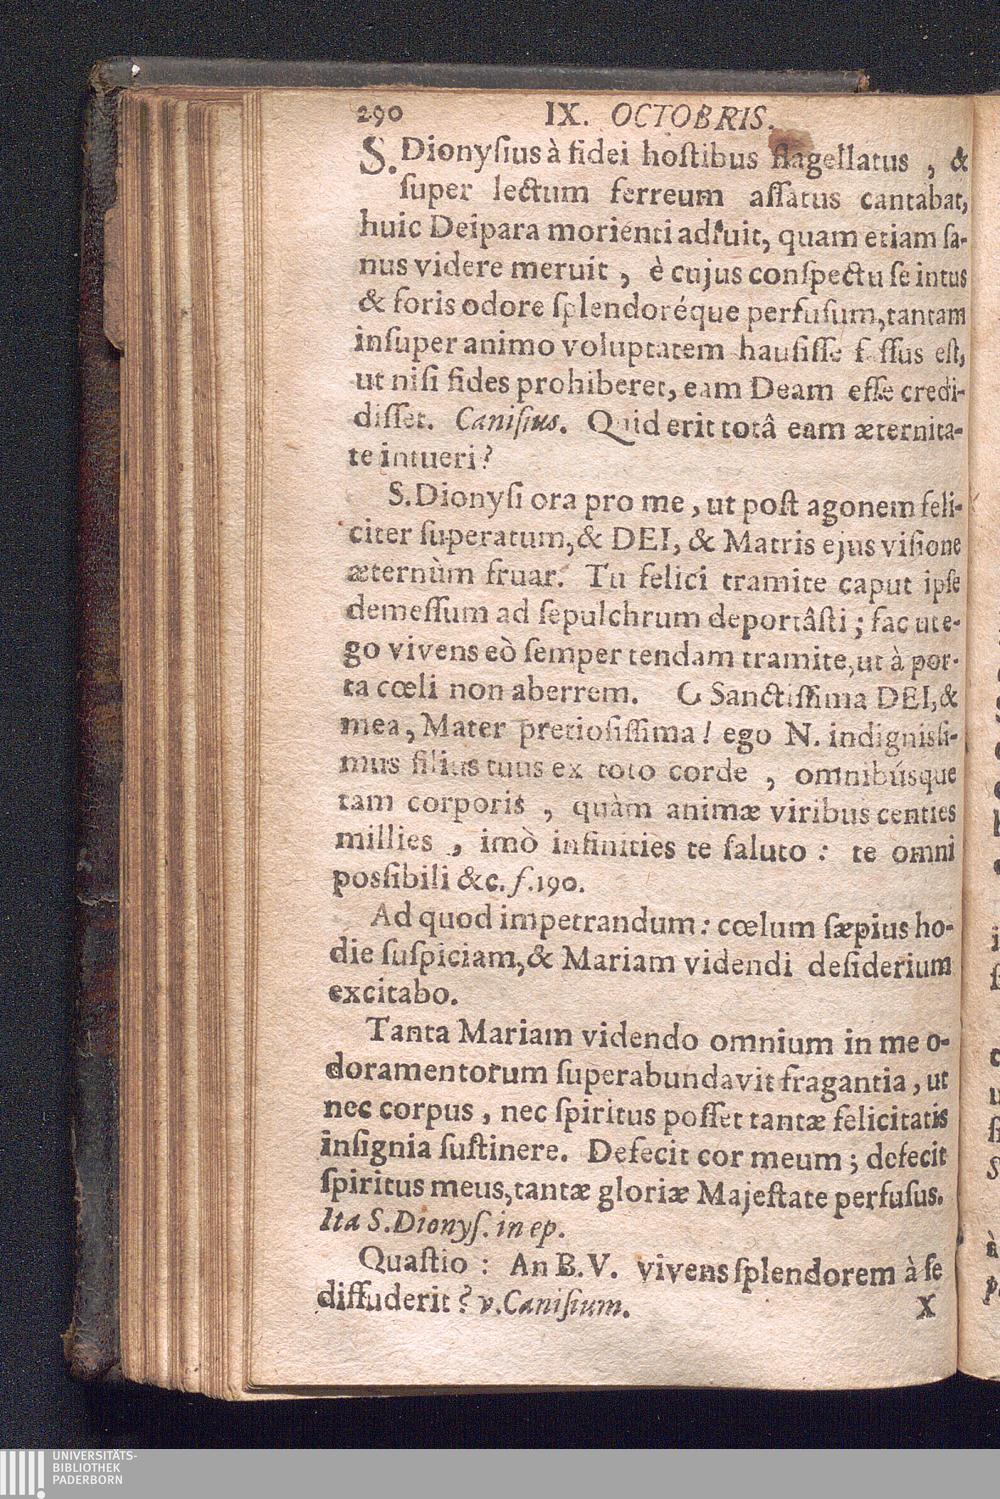 290 IX. OCTOBRIS.
S. Dionyſius à fidei hoſtibus flagellatus , &
ſuper lectum ferreum aſſatus cantabat,
huic Deipara morienti adfuit, quam etiam ſa-
nus videre meruit , è cujus conſpectu ſe intus
& foris odore ſplendoréque perfuſum, tantam
inſuper animo voluptatem hauſiſſe faſſus eſt,
ut niſi fides prohiberet, eam Deam eſſe credi-
diſſet. Caniſius. Quid erit totâ eam æternita-
te intueri?
S. Dionyſi ora pro me , ut poſt agonem feli-
citer ſuperatum, & DEI, & Matris ejus viſione
æternùm fruar. Tu felici tramite caput ipſe
demeſſum ad ſepulchrum deportâſti ; fac ut e-
go vivens eò ſemper tendam tramite, ut à por-
ta cœli non aberrem. O Sanctiſſima DEI, &
mea, Mater pretioſiſſima ! ego N. indignisſi-
mus filius tuus ex toto corde , omnibúsque
tam corporis , quàm animæ viribus centies
millies , imò infinities te ſaluto : te omni
posſibili &c. f. 190.
Ad quod impetrandum : cœlum ſæpius ho-
die ſuſpiciam, & Mariam videndi deſiderium
excitabo.
Tanta Mariam videndo omnium in me o-
doramentorum ſuperabundavit fragantia , ut
nec corpus , nec ſpiritus poſſet tantæ felicitatis
inſignia ſuſtinere. Defecit cor meum ; defecit
ſpiritus meus, tantæ gloriæ Majeſtate perfuſus.
Ita S. Dionyſ. in ep.
Quæſtio : An B. V. vivens ſplendorem à ſe
diffuderit ? v. Caniſium. X
UNIVERSITÄTS-
BIBLIOTHEK
PADERBORN